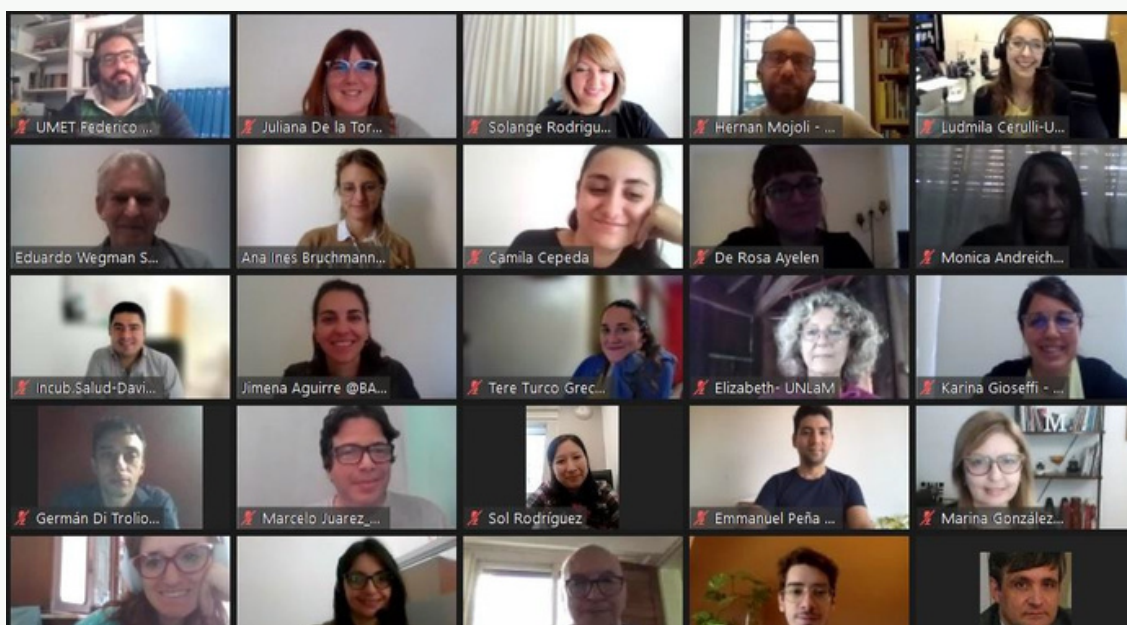 UMET Federico ...
Juliana De la Tor...
Solange Rodrigu...
Hernan Mojoli - ...
Ludmila Cerulli-U...
Eduardo Wegman S...
Ana Ines Bruchmann...
Camila Cepeda
De Rosa Ayelen
Monica Andreich...
Incub.Salud-Davi...
Jimena Aguirre @BA...
Tere Turco Grec...
Elizabeth- UNLaM
Karina Gioseffi - ...
Germán Di Trolio...
Marcelo Juarez_...
Sol Rodríguez
Emmanuel Peña ...
Marina González...
M